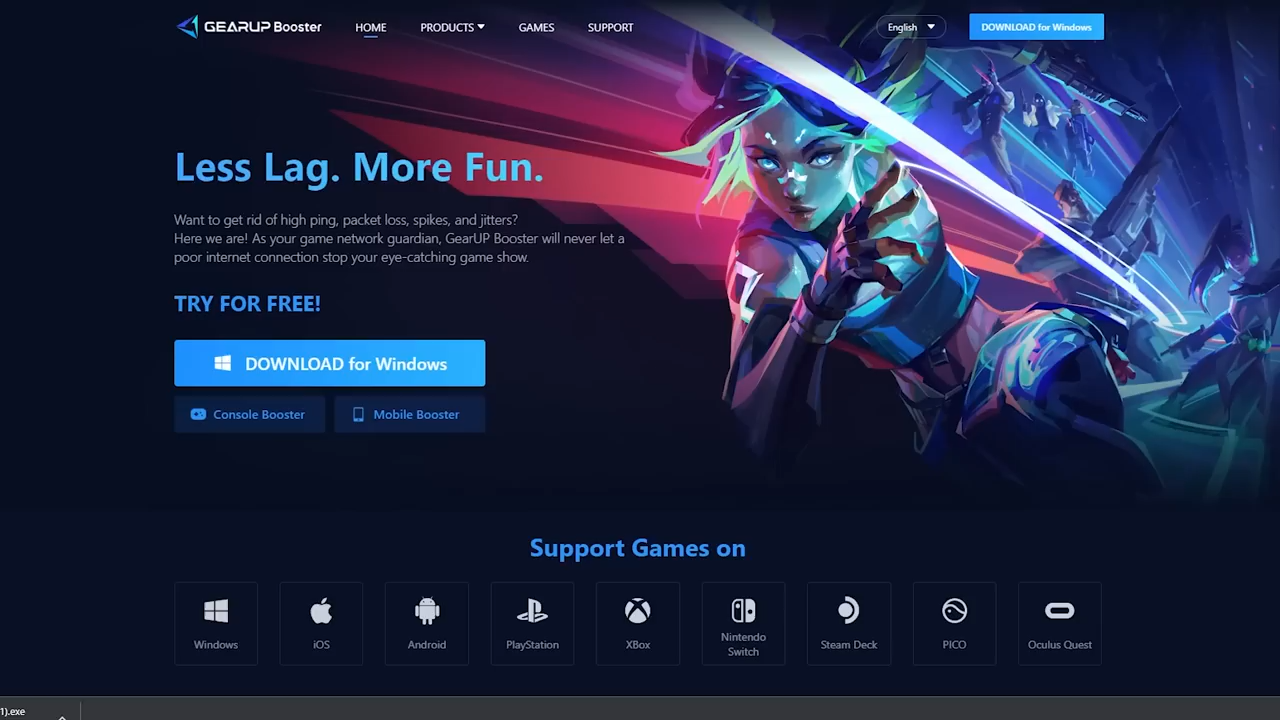 GEARUP Booster
HOME
PRODUCTS
GAMES
SUPPORT
English
DOWNLOAD for Windows
Less Lag. More Fun.
Want to get rid of high ping, packet loss, spikes, and jitters?
Here we are! As your game network guardian, GearUP Booster will never let a
poor internet connection stop your eye-catching game show.
TRY FOR FREE!
DOWNLOAD for Windows
Console Booster
Mobile Booster
Support Games on
Windows
iOS
Android
PlayStation
XBox
Nintendo
Switch
Steam Deck
PICO
Oculus Quest
1).exe